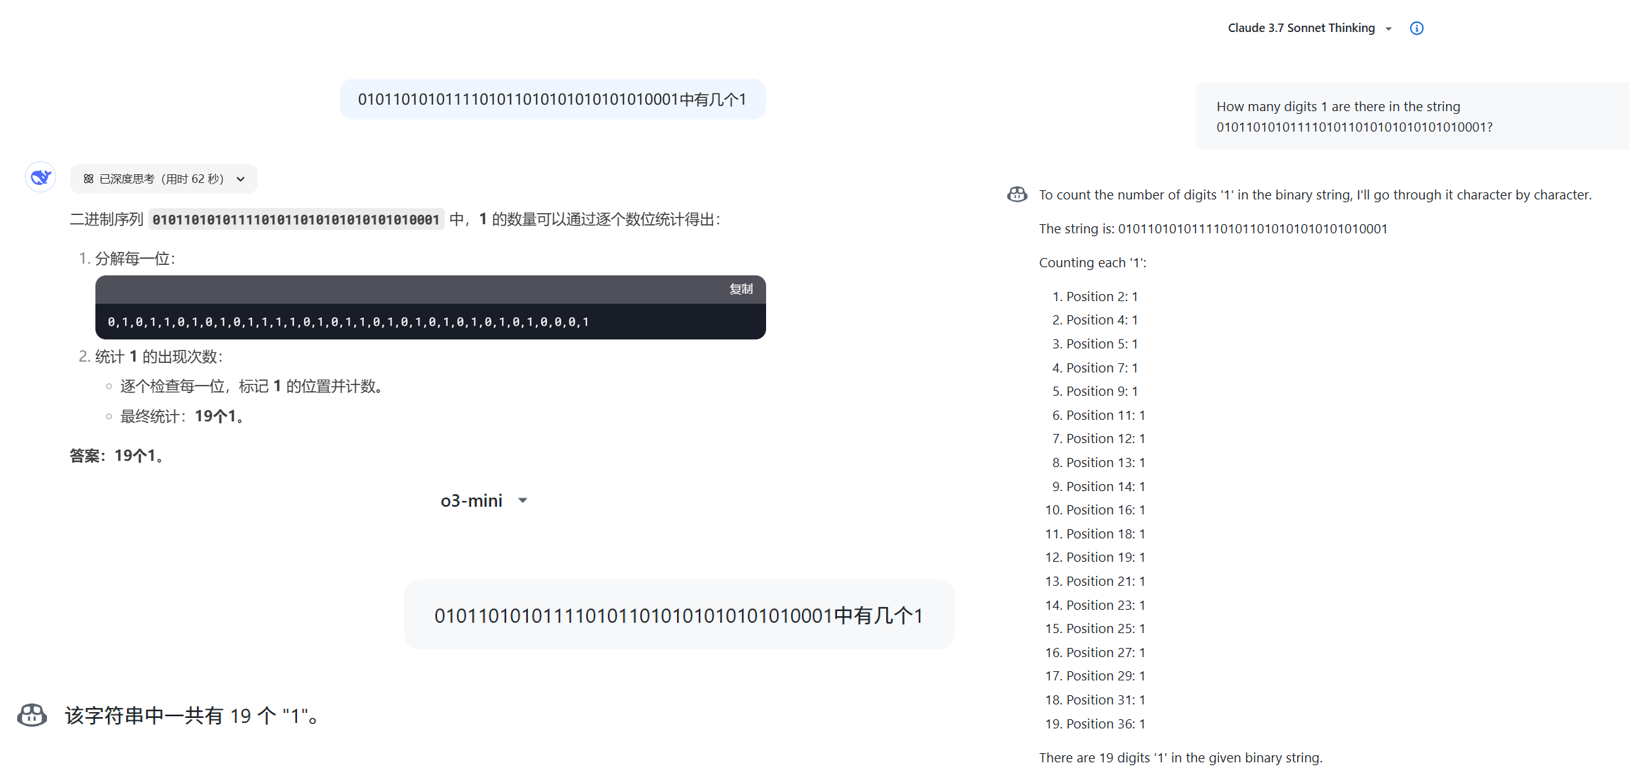 Claude 3.7 Sonnet Thinking
01011010101111010110101010101010001中有几个1
How many digits 1 are there in the string
01011010101111010110101010101010001?
已深度思考（用时 62 秒）
二进制序列 01011010101111010110101010101010001 中，1 的数量可以通过逐个数位统计得出：
1. 分解每一位：
复制
0,1,0,1,1,0,1,0,1,0,1,1,1,1,0,1,0,1,1,0,1,0,1,0,1,0,1,0,1,0,1,0,0,0,1
2. 统计 1 的出现次数：
逐个检查每一位，标记 1 的位置并计数。
最终统计：19个1。
答案：19个1。
o3-mini
01011010101111010110101010101010001中有几个1
该字符串中一共有 19 个 "1"。
To count the number of digits '1' in the binary string, I'll go through it character by character.
The string is: 01011010101111010110101010101010001
Counting each '1':
1. Position 2: 1
2. Position 4: 1
3. Position 5: 1
4. Position 7: 1
5. Position 9: 1
6. Position 11: 1
7. Position 12: 1
8. Position 13: 1
9. Position 14: 1
10. Position 16: 1
11. Position 18: 1
12. Position 19: 1
13. Position 21: 1
14. Position 23: 1
15. Position 25: 1
16. Position 27: 1
17. Position 29: 1
18. Position 31: 1
19. Position 36: 1
There are 19 digits '1' in the given binary string.